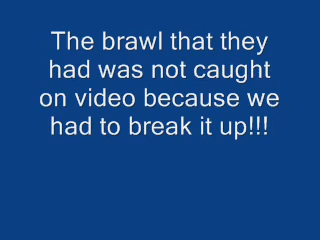 The brawl that they
had was not caught
on video because we
had to break it up!!!